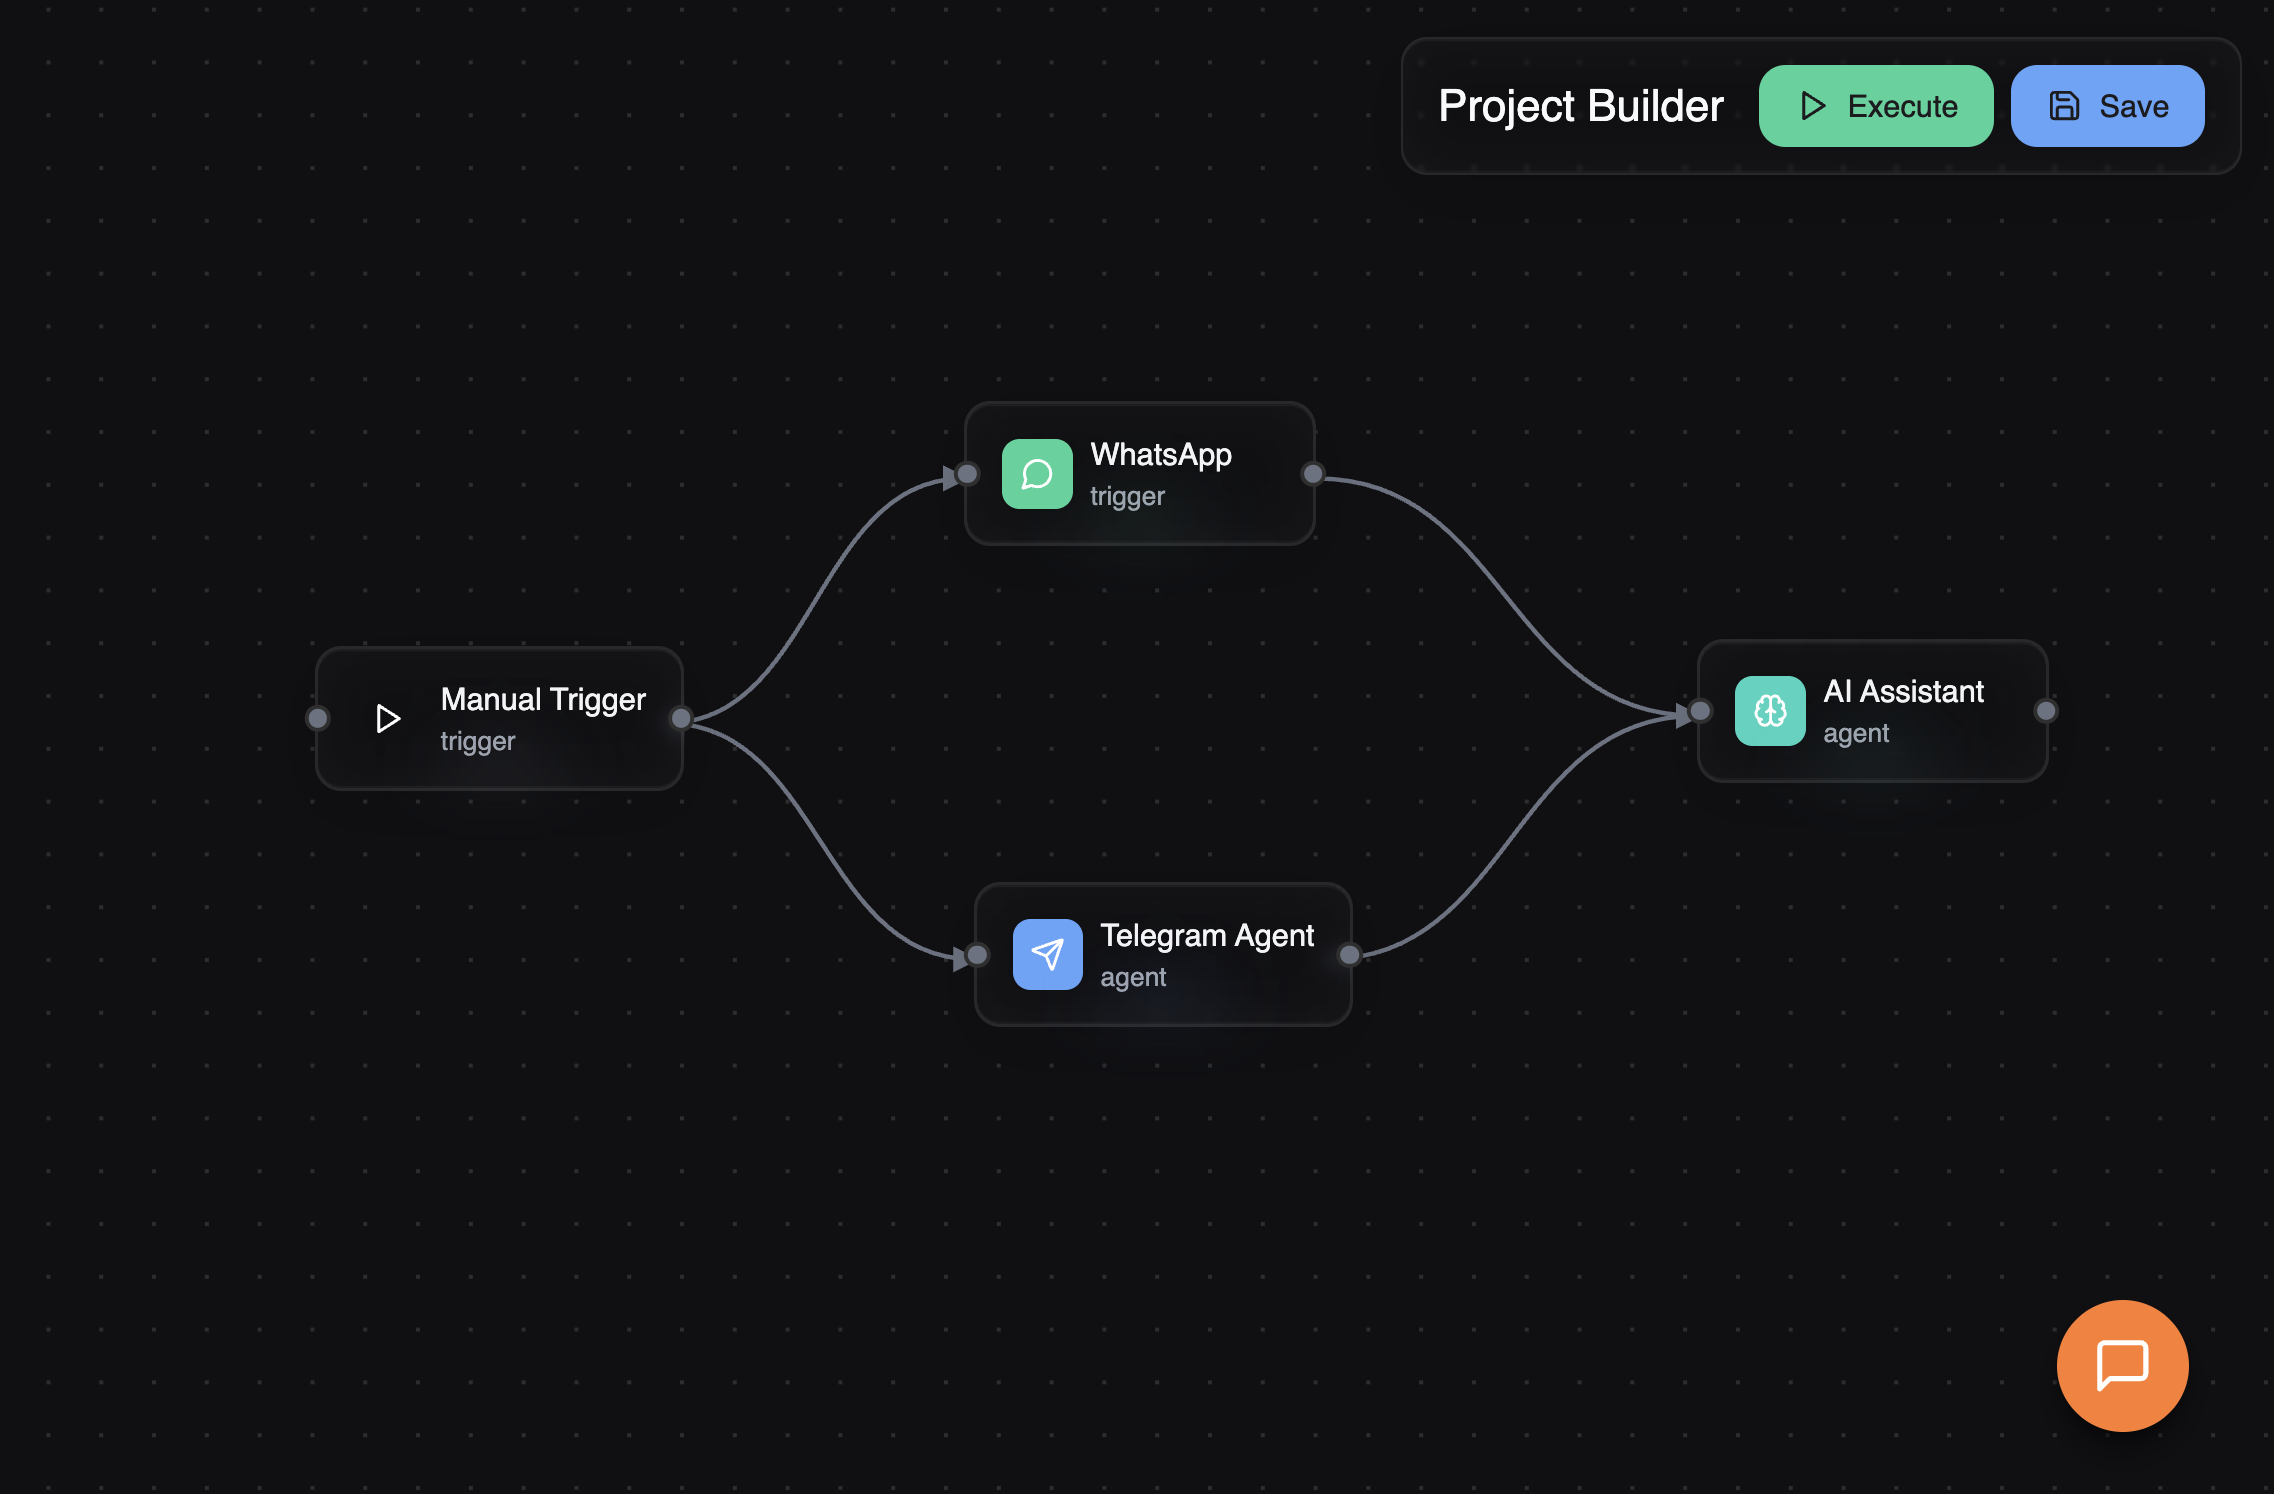 Project Builder
Execute
Save
WhatsApp
trigger
Manual Trigger
trigger
AI Assistant
agent
Telegram Agent
agent